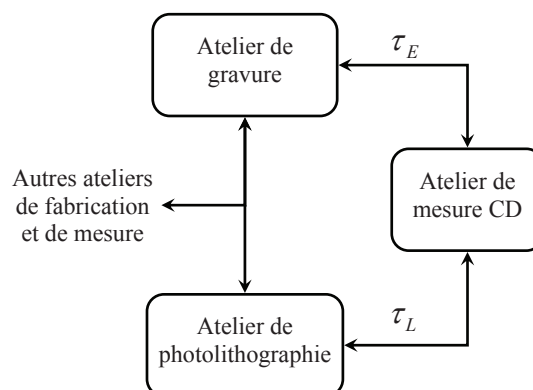 Atelier de
gravure
τ_E
Autres ateliers
de fabrication
et de mesure
Atelier de
mesure CD
Atelier de
photolithographie
τ_L